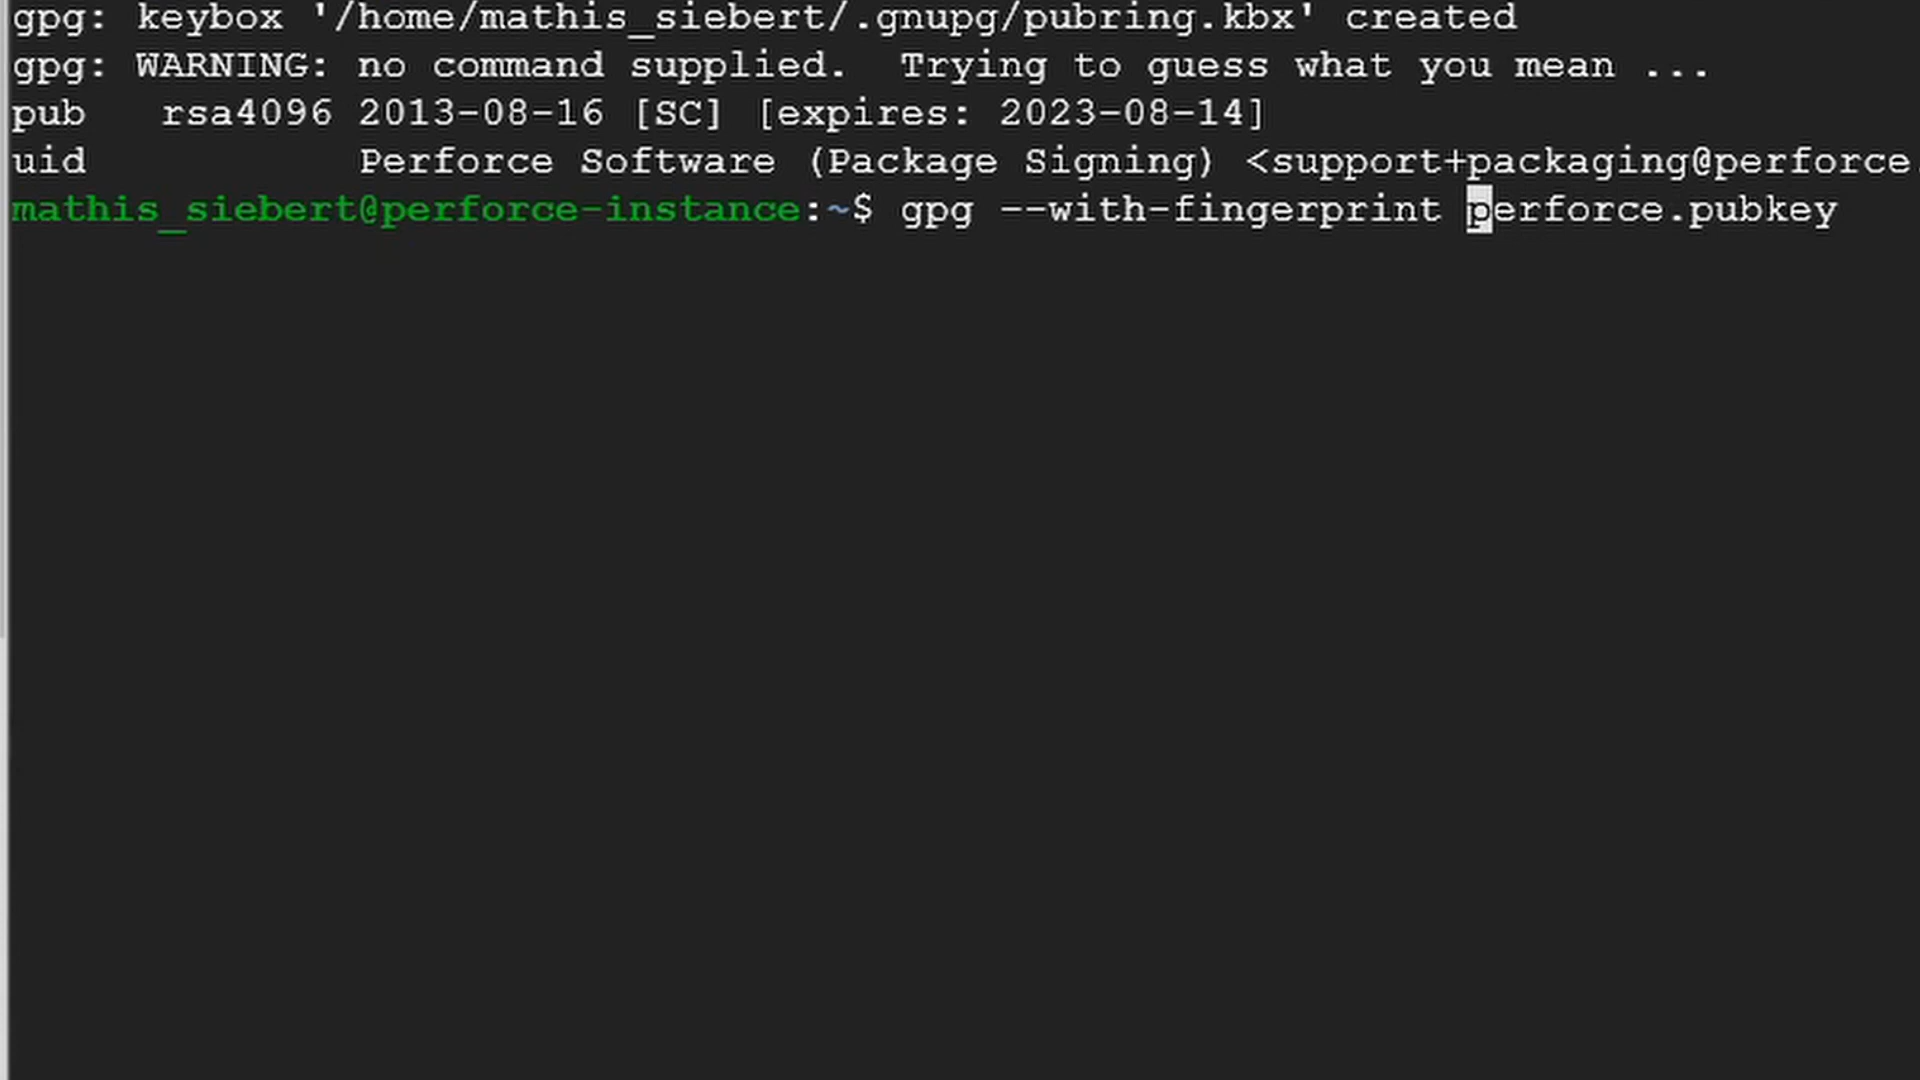 gpg: keybox '/home/mathis_siebert/.gnupg/pubring.kbx' created
gpg: WARNING: no command supplied.  Trying to guess what you mean ...
pub   rsa4096 2013-08-16 [SC] [expires: 2023-08-14]
uid           Perforce Software (Package Signing) <support+packaging@perforce.
mathis_siebert@perforce-instance:~$ gpg --with-fingerprint perforce.pubkey